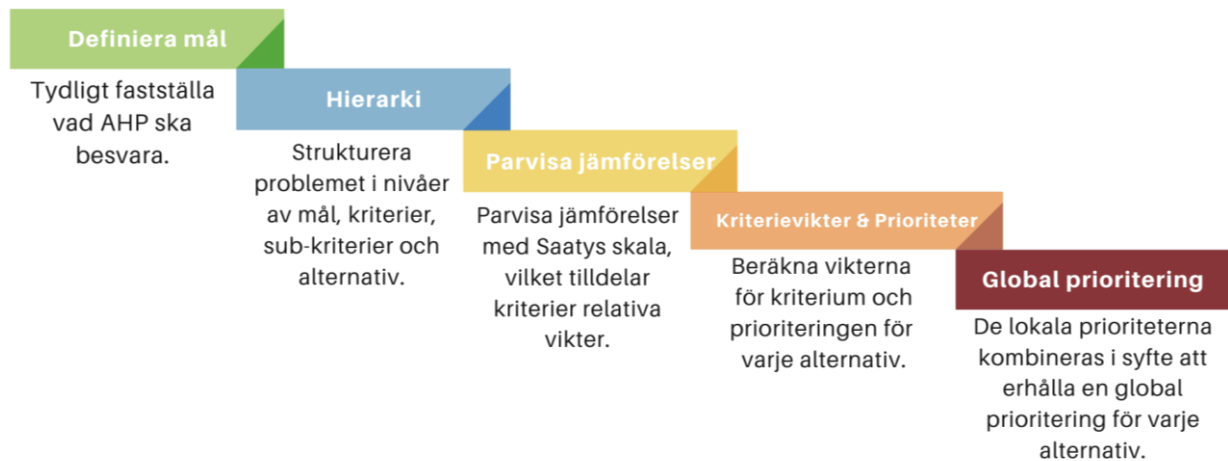 Definiera mål
Tydligt fastställa
vad AHP ska
besvara.
Hierarki
Strukturera
problemet i nivåer
av mål, kriterier,
sub-kriterier och
alternativ.
Parvisa jämförelser
Parvisa jämförelser
med Saatys skala,
vilket tilldelar
kriterier relativa
vikter.
Kriterievikter & Prioriteter
Beräkna vikterna
för kriterium och
prioriteringen för
varje alternativ.
Global prioritering
De lokala prioriteterna
kombineras i syfte att
erhålla en global
prioritering för varje
alternativ.